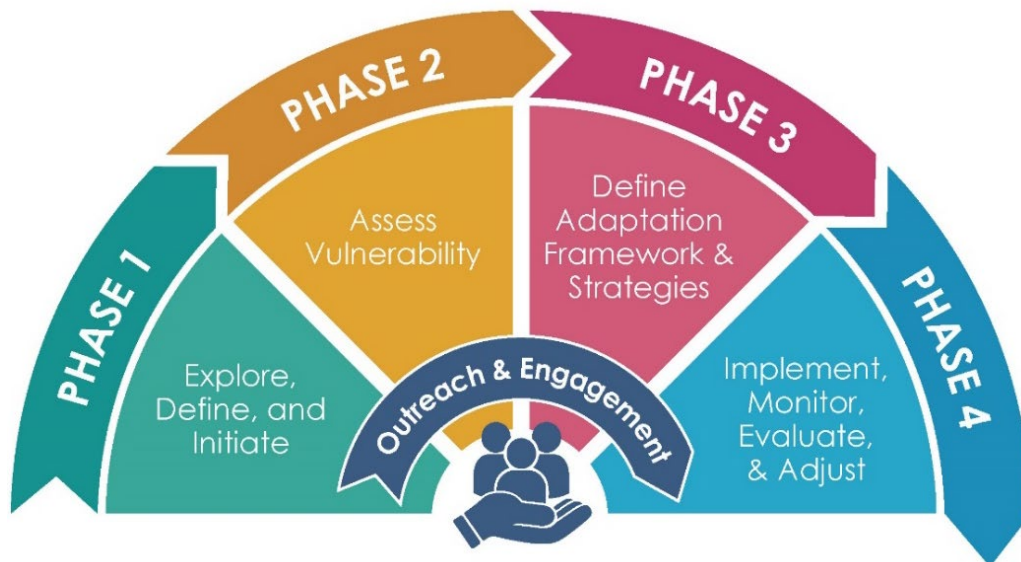 PHASE 1
Explore,
Define, and
Initiate
PHASE 2
Assess
Vulnerability
PHASE 3
Define
Adaptation
Framework &
Strategies
PHASE 4
Implement,
Monitor,
Evaluate,
& Adjust
Outreach & Engagement